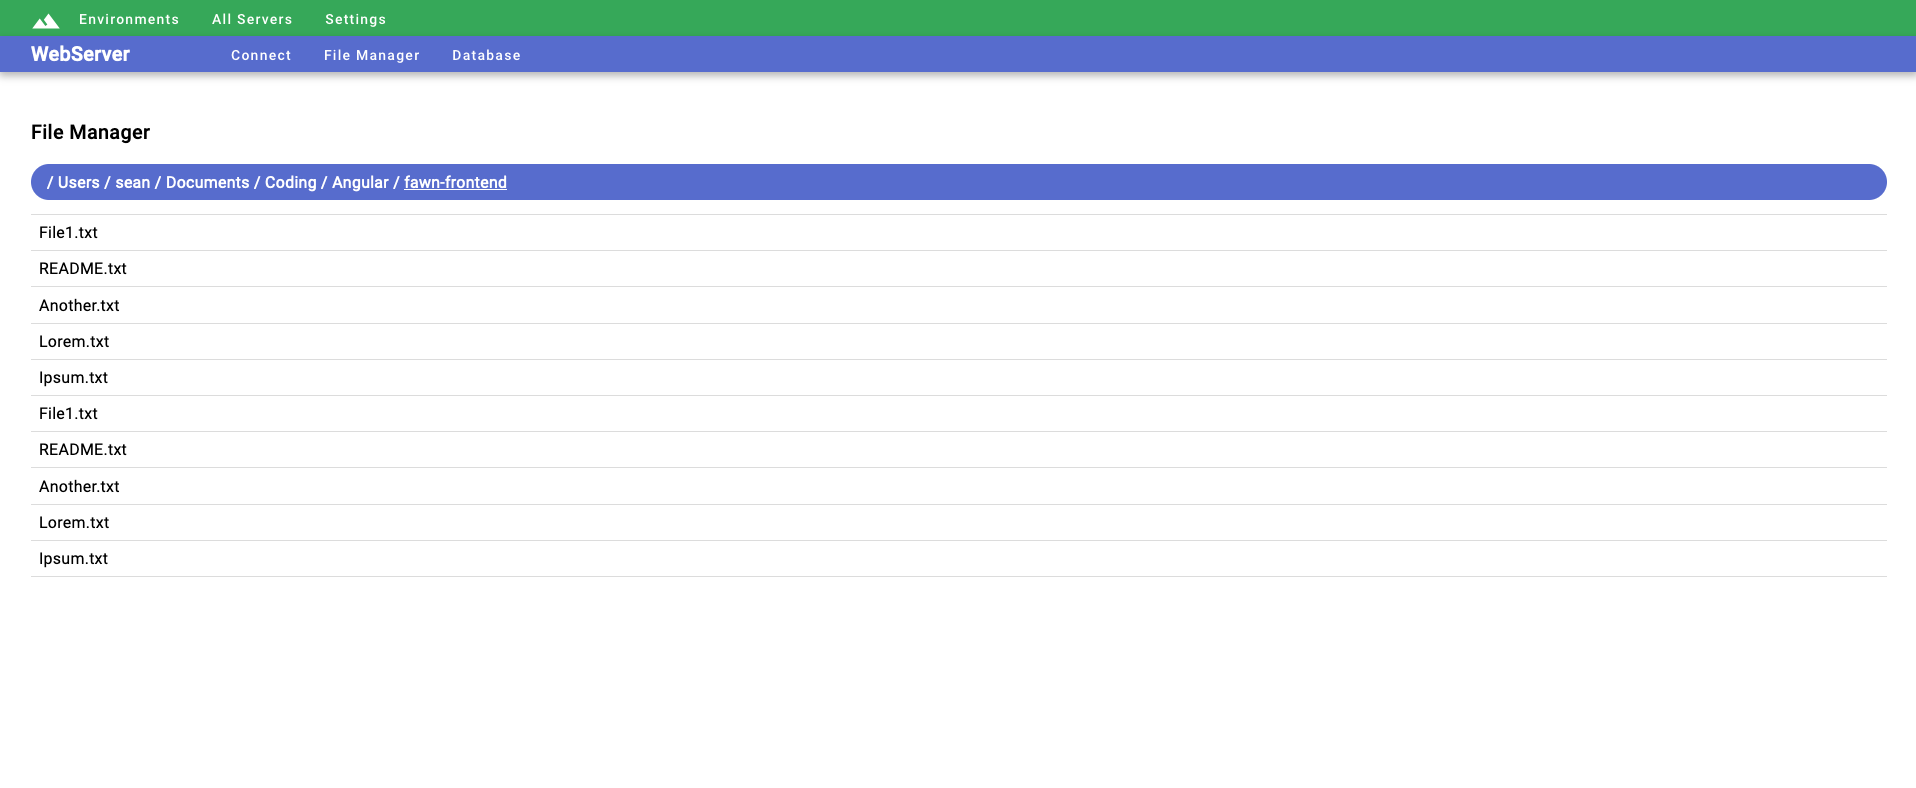 Environments All Servers Settings
WebServer Connect File Manager Database
File Manager
/ Users / sean / Documents / Coding / Angular / fawn-frontend
File1.txt
README.txt
Another.txt
Lorem.txt
Ipsum.txt
File1.txt
README.txt
Another.txt
Lorem.txt
Ipsum.txt